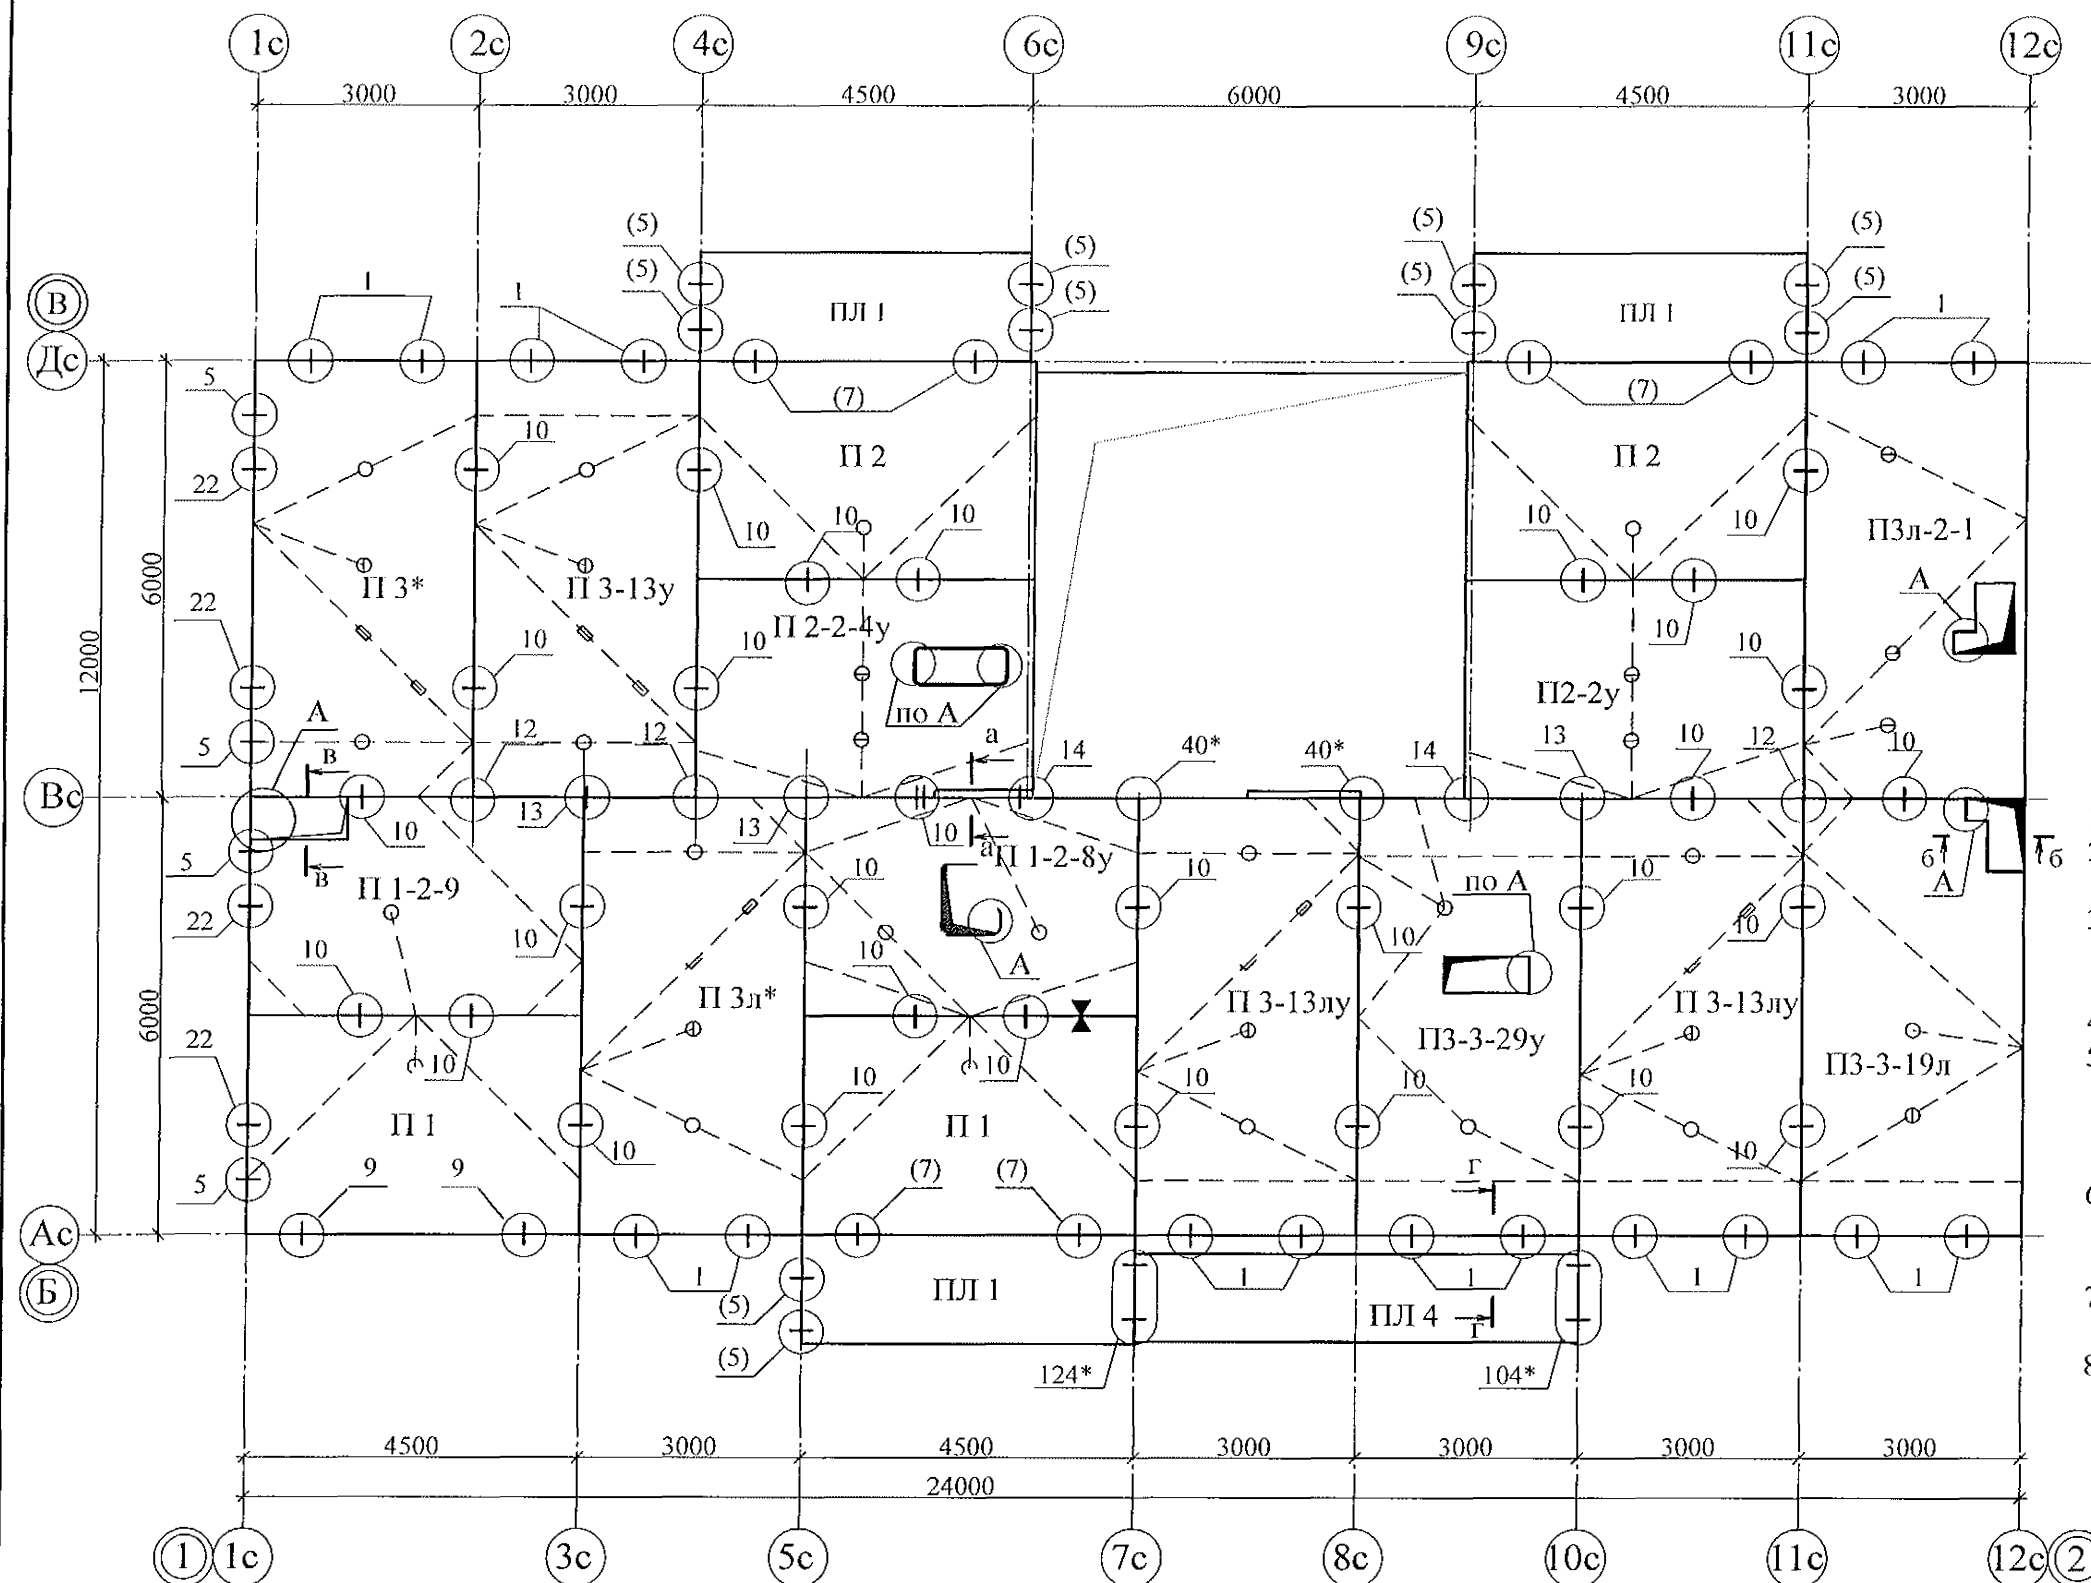 1с 2с 4с 6с 9с 11с 12с
3000 3000 4500 6000 4500 3000
(5) (5) (5) (5)
(5) (5) (5) (5)
В 1 1 ПЛ 1 ПЛ 1 1
Дс
5 (7) (7)
10 П 2 П 2
22 10 10 10 10 10 П3л-2-1
6000 П 3* П 3-13у А
22 10 10 П 2-2-4у 10 10
12000
А по А П2-2у
5 12 12 а 14 40* 40* 14 13 10 12 10
в
Вс
10 13 13 10 а
5 в П 1-2-9 10 П 1-2-8у 10 по А 10 б б
22 А
10 10 10 А 10 10
6000 П 3л* П 3-13лу П 3-13лу
22 10 10 П3-3-29у П3-3-19л
10 10 10 10
П 1 10 П 1 10
5 9 9 (7) (7) г
Ас
Б 1 ПЛ 1 1 1 1 1
(5) ПЛ 4 г
(5) 124* 104*
4500 3000 4500 3000 3000 3000 3000
24000
1 1с 3с 5с 7с 8с 10с 11с 12с 2